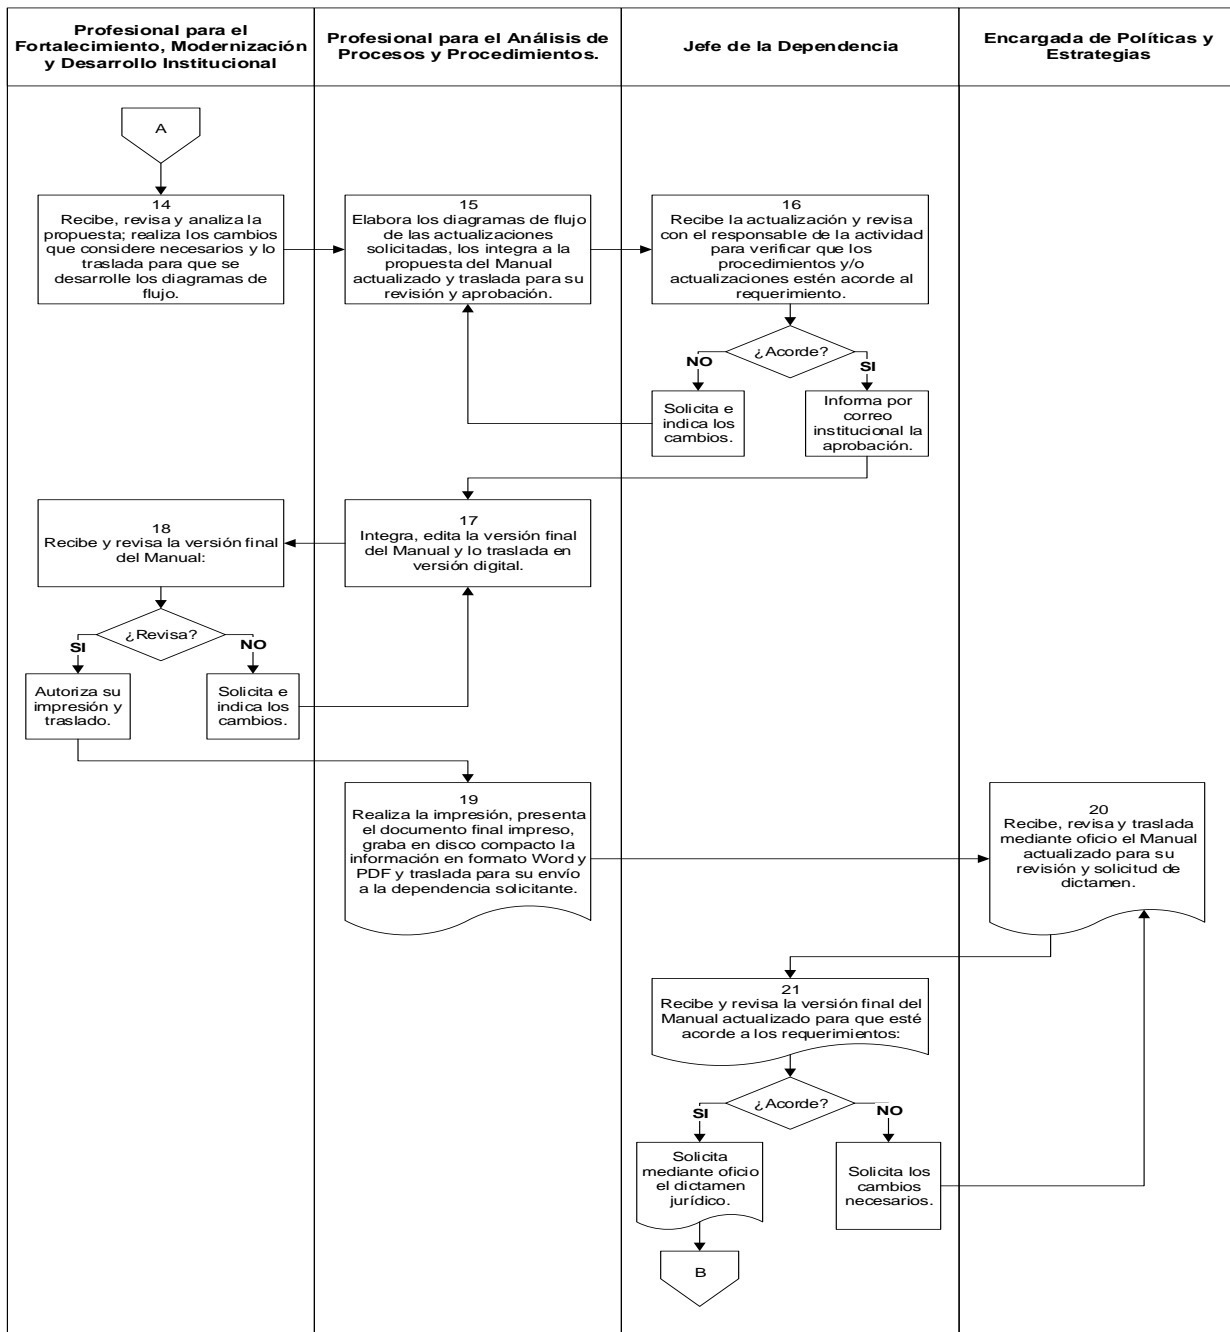 Profesional para el
Fortalecimiento, Modernización
y Desarrollo Institucional
Profesional para el Análisis de
Procesos y Procedimientos.
Jefe de la Dependencia
Encargada de Políticas y
Estrategias
A
14
Recibe, revisa y analiza la
propuesta; realiza los cambios
que considere necesarios y lo
traslada para que se
desarrolle los diagramas de
flujo.
15
Elabora los diagramas de flujo
de las actualizaciones
solicitadas, los integra a la
propuesta del Manual
actualizado y traslada para su
revisión y aprobación.
16
Recibe la actualización y revisa
con el responsable de la actividad
para verificar que los
procedimientos y/o
actualizaciones estén acorde al
requerimiento.
¿Acorde?
NO
SI
Solicita e
indica los
cambios.
Informa por
correo
institucional la
aprobación.
17
Integra, edita la versión final
del Manual y lo traslada en
versión digital.
18
Recibe y revisa la versión final
del Manual:
¿Revisa?
SI
NO
Autoriza su
impresión y
traslado.
Solicita e
indica los
cambios.
19
Realiza la impresión, presenta
el documento final impreso,
graba en disco compacto la
información en formato Word y
PDF y traslada para su envío
a la dependencia solicitante.
20
Recibe, revisa y traslada
mediante oficio el Manual
actualizado para su
revisión y solicitud de
dictamen.
21
Recibe y revisa la versión final del
Manual actualizado para que esté
acorde a los requerimientos:
¿Acorde?
SI
NO
Solicita
mediante oficio
el dictamen
jurídico.
Solicita los
cambios
necesarios.
B